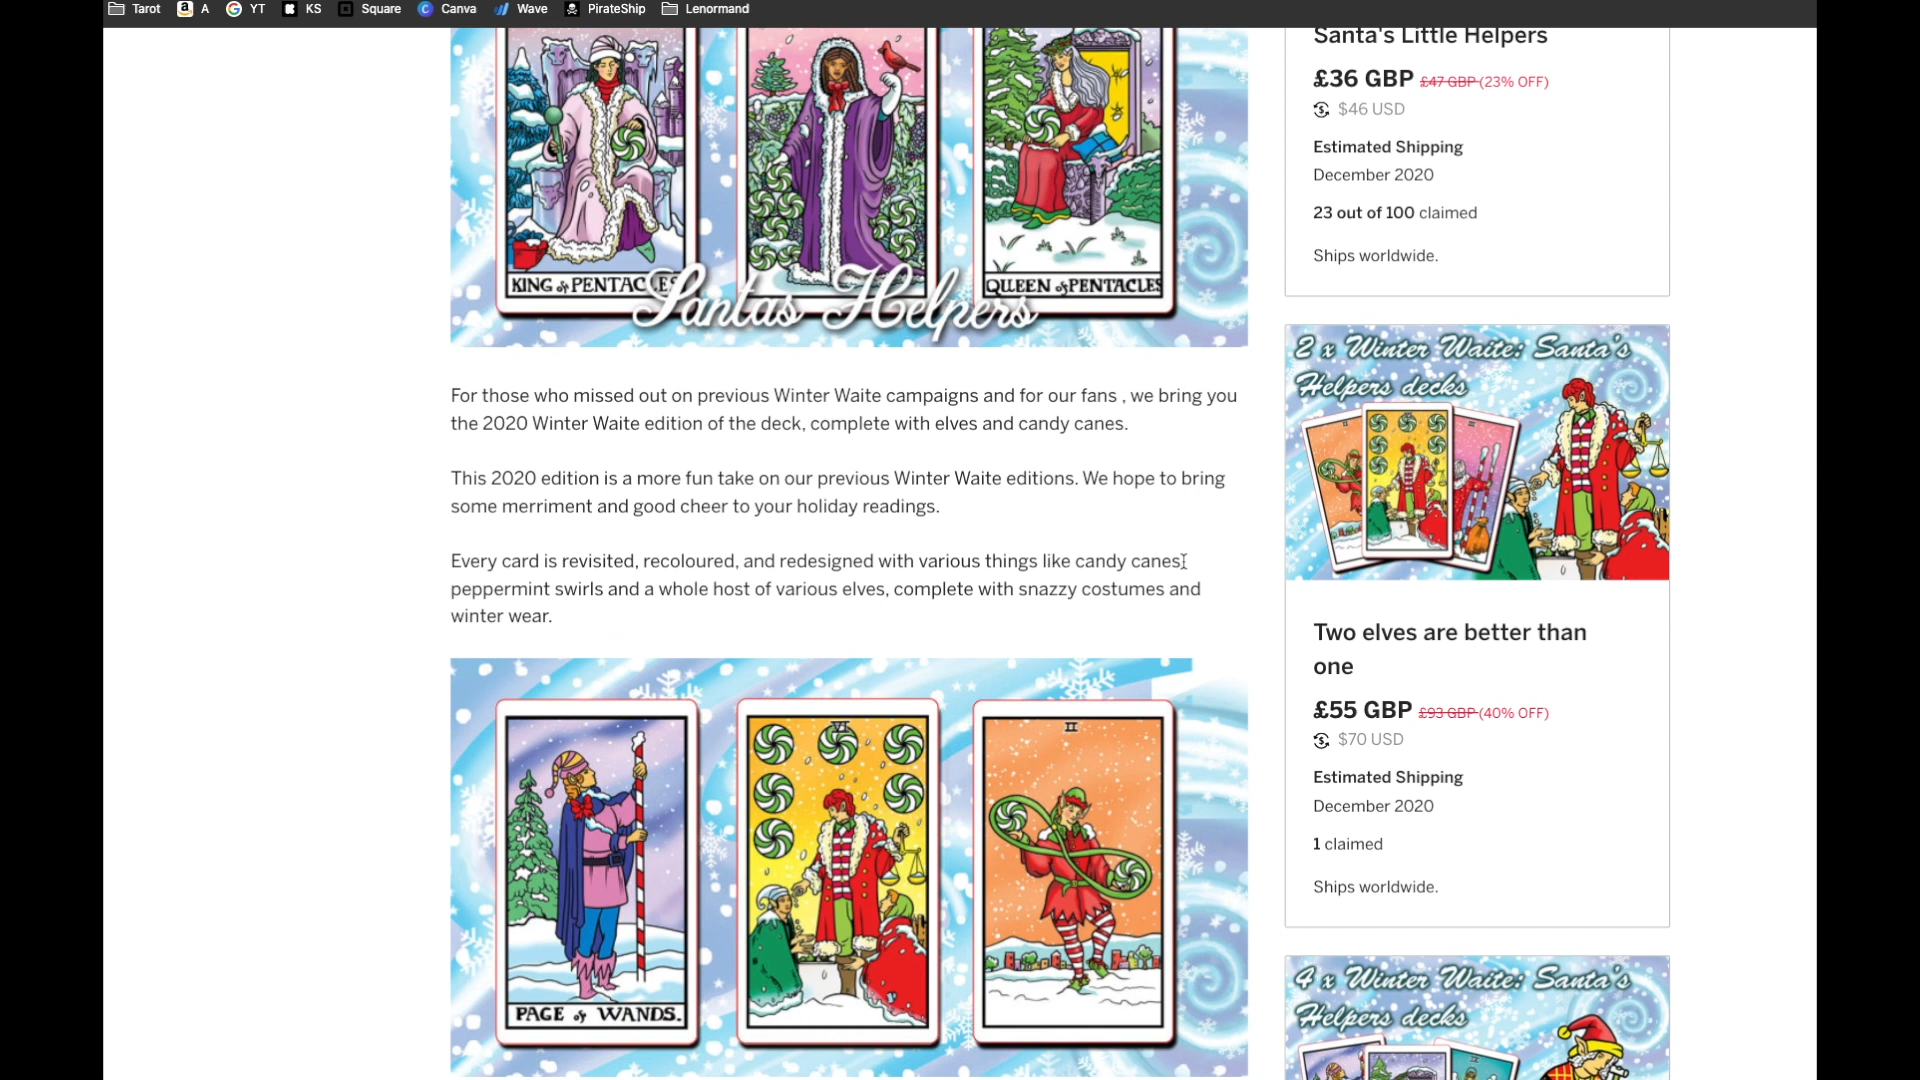 Tarot A YT KS Square Canva Wave PirateShip Lenormand
KING of PENTACLES
QUEEN of PENTACLES
Santas Helpers
For those who missed out on previous Winter Waite campaigns and for our fans , we bring you
the 2020 Winter Waite edition of the deck, complete with elves and candy canes.
This 2020 edition is a more fun take on our previous Winter Waite editions. We hope to bring
some merriment and good cheer to your holiday readings.
Every card is revisited, recoloured, and redesigned with various things like candy canes,
peppermint swirls and a whole host of various elves, complete with snazzy costumes and
winter wear.
VI
II
PAGE of WANDS.
Santa's Little Helpers
£36 GBP £47 GBP (23% OFF)
$46 USD
Estimated Shipping
December 2020
23 out of 100 claimed
Ships worldwide.
2 x Winter Waite: Santa's
Helpers decks
Two elves are better than
one
£55 GBP £93 GBP (40% OFF)
$70 USD
Estimated Shipping
December 2020
1 claimed
Ships worldwide.
4 x Winter Waite: Santa's
Helpers decks